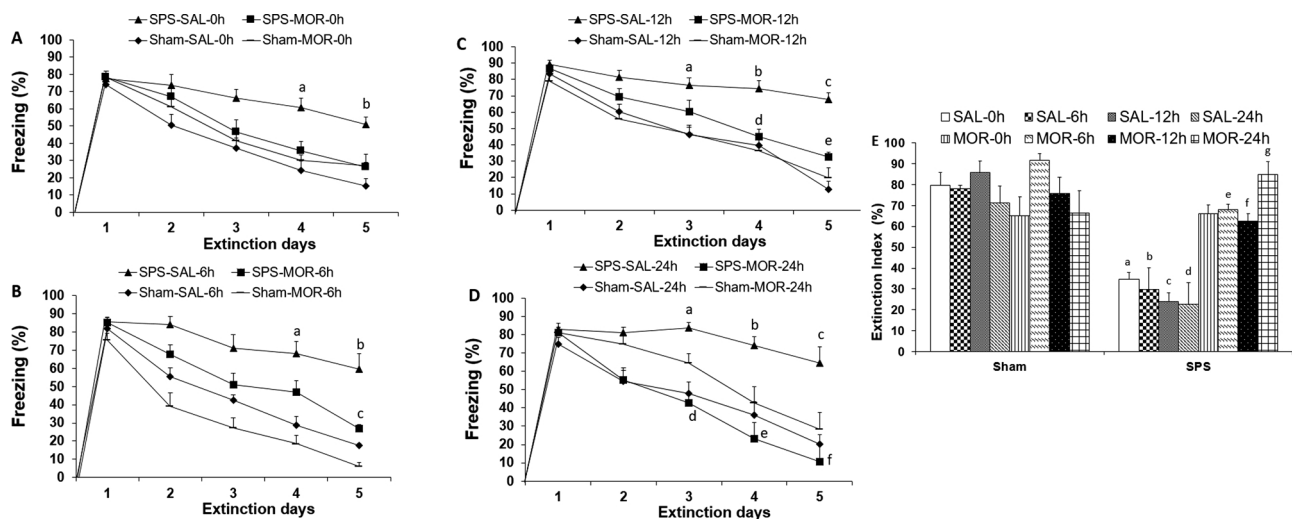 A
SPS-SAL-0h SPS-MOR-0h
Sham-SAL-0h Sham-MOR-0h
Freezing (%)
100
90
80
70
60
50
40
30
20
10
0
a
b
1 2 3 4 5
Extinction days
B
SPS-SAL-6h SPS-MOR-6h
Sham-SAL-6h Sham-MOR-6h
Freezing (%)
100
90
80
70
60
50
40
30
20
10
0
a
b
c
1 2 3 4 5
Extinction days
C
SPS-SAL-12h SPS-MOR-12h
Sham-SAL-12h Sham-MOR-12h
Freezing (%)
100
90
80
70
60
50
40
30
20
10
0
a
b
c
d
e
1 2 3 4 5
Extinction days
D
SPS-SAL-24h SPS-MOR-24h
Sham-SAL-24h Sham-MOR-24h
Freezing (%)
100
90
80
70
60
50
40
30
20
10
0
a
b
c
d
e
f
1 2 3 4 5
Extinction days
E
SAL-0h SAL-6h SAL-12h SAL-24h
MOR-0h MOR-6h MOR-12h MOR-24h
Extinction Index (%)
100
90
80
70
60
50
40
30
20
10
0
a
b
c
d
e
f
g
Sham SPS